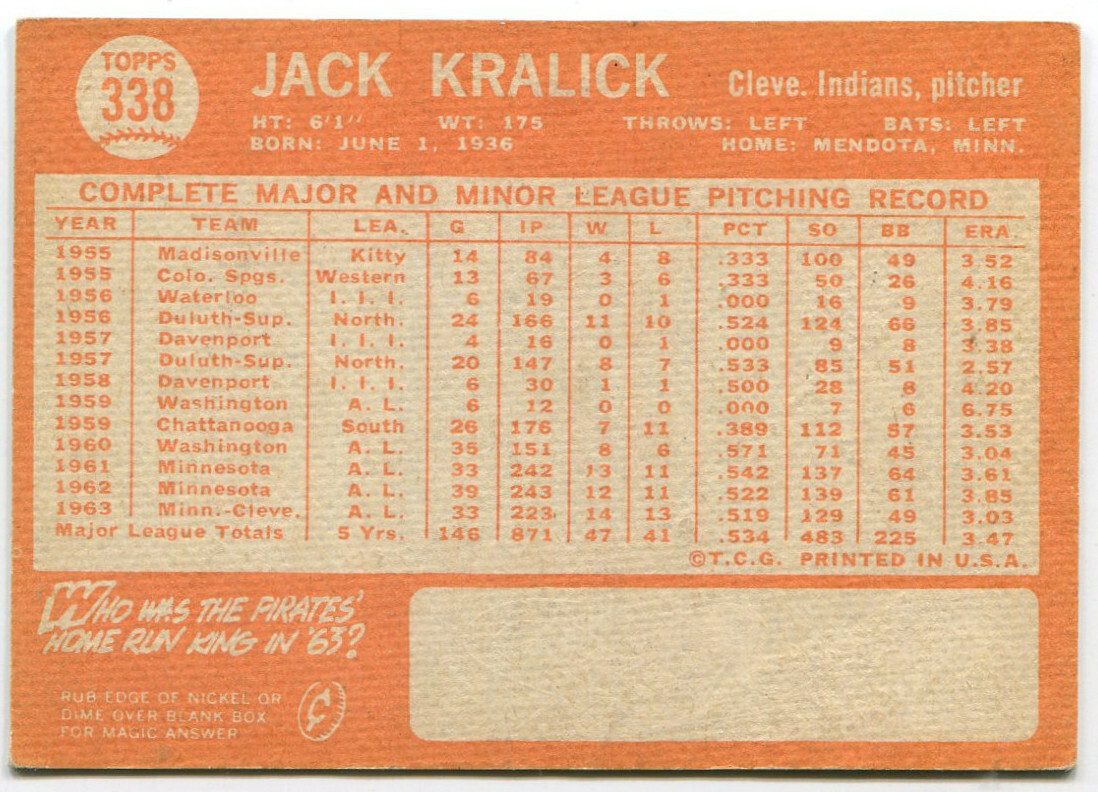 TOPPS
338
JACK KRALICK
Cleve. Indians, pitcher
HT: 6'1" WT: 175 THROWS: LEFT BATS: LEFT
BORN: JUNE 1, 1936 HOME: MENDOTA, MINN.
COMPLETE MAJOR AND MINOR LEAGUE PITCHING RECORD
YEAR TEAM LEA. G IP W L PCT SO BB ERA.
1955 Madisonville Kitty 14 84 4 8 .333 100 49 3.52
1955 Colo. Spgs. Western 13 67 3 6 .333 50 26 4.16
1956 Waterloo I. I. I. 6 19 0 1 .000 16 9 3.79
1956 Duluth-Sup. North. 24 166 11 10 .524 124 66 3.85
1957 Davenport I. I. I. 4 16 0 1 .000 9 8 3.38
1957 Duluth-Sup. North. 20 147 8 7 .533 85 51 2.57
1958 Davenport I. I. I. 6 30 1 1 .500 28 8 4.20
1959 Washington A. L. 6 12 0 0 .000 7 6 6.75
1959 Chattanooga South 26 176 7 11 .389 112 57 3.53
1960 Washington A. L. 35 151 8 6 .571 71 45 3.04
1961 Minnesota A. L. 33 242 13 11 .542 137 64 3.61
1962 Minnesota A. L. 39 243 12 11 .522 139 61 3.85
1963 Minn.-Cleve. A. L. 33 223 14 13 .519 129 49 3.03
Major League Totals 5 Yrs. 146 871 47 41 .534 483 225 3.47
©T.C.G. PRINTED IN U.S.A.
WHO WAS THE PIRATES'
HOME RUN KING IN '63?
RUB EDGE OF NICKEL OR
DIME OVER BLANK BOX
FOR MAGIC ANSWER
¢